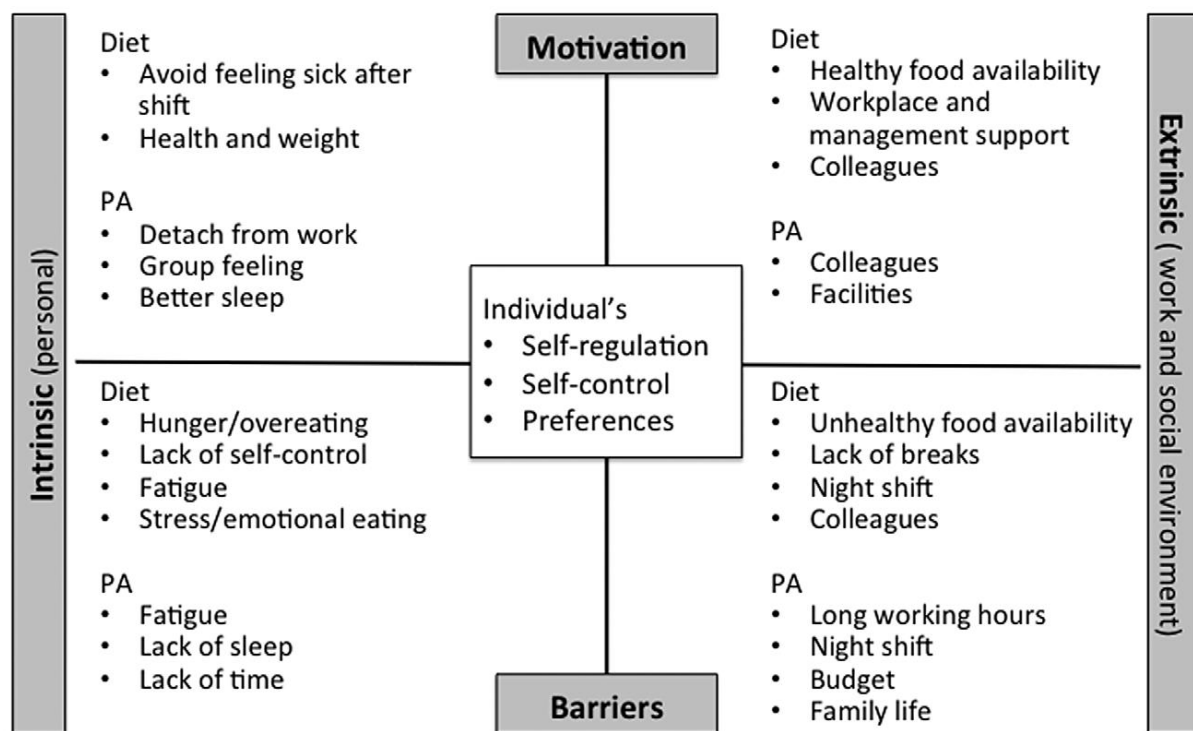 Motivation
Intrinsic (personal)
Diet
• Avoid feeling sick after
shift
• Health and weight
PA
• Detach from work
• Group feeling
• Better sleep
Diet
• Healthy food availability
• Workplace and
management support
• Colleagues
PA
• Colleagues
• Facilities
Extrinsic (work and social environment)
Individual’s
• Self-regulation
• Self-control
• Preferences
Diet
• Hunger/overeating
• Lack of self-control
• Fatigue
• Stress/emotional eating
PA
• Fatigue
• Lack of sleep
• Lack of time
Diet
• Unhealthy food availability
• Lack of breaks
• Night shift
• Colleagues
PA
• Long working hours
• Night shift
• Budget
• Family life
Barriers